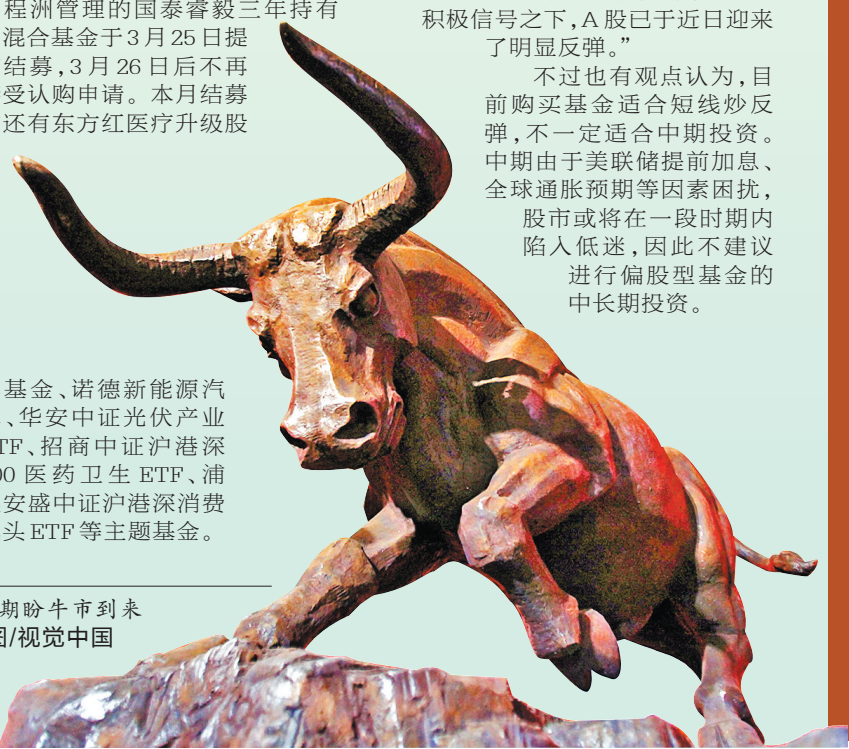 程洲管理的国泰睿毅三年持有
混合基金于3月25日提
结募,3月26日后不再
受认购申请。本月结募
还有东方红医疗升级股
基金、诺德新能源汽
、华安中证光伏产业
TF、招商中证沪港深
00医药卫生ETF、浦
安盛中证沪港深消费
头ETF等主题基金。
期盼牛市到来
图/视觉中国
积极信号之下,A股已于近日迎来
了明显反弹。”
不过也有观点认为,目
前购买基金适合短线炒反
弹,不一定适合中期投资。
中期由于美联储提前加息、
全球通胀预期等因素困扰,
股市或将在一段时期内
陷入低迷,因此不建议
进行偏股型基金的
中长期投资。